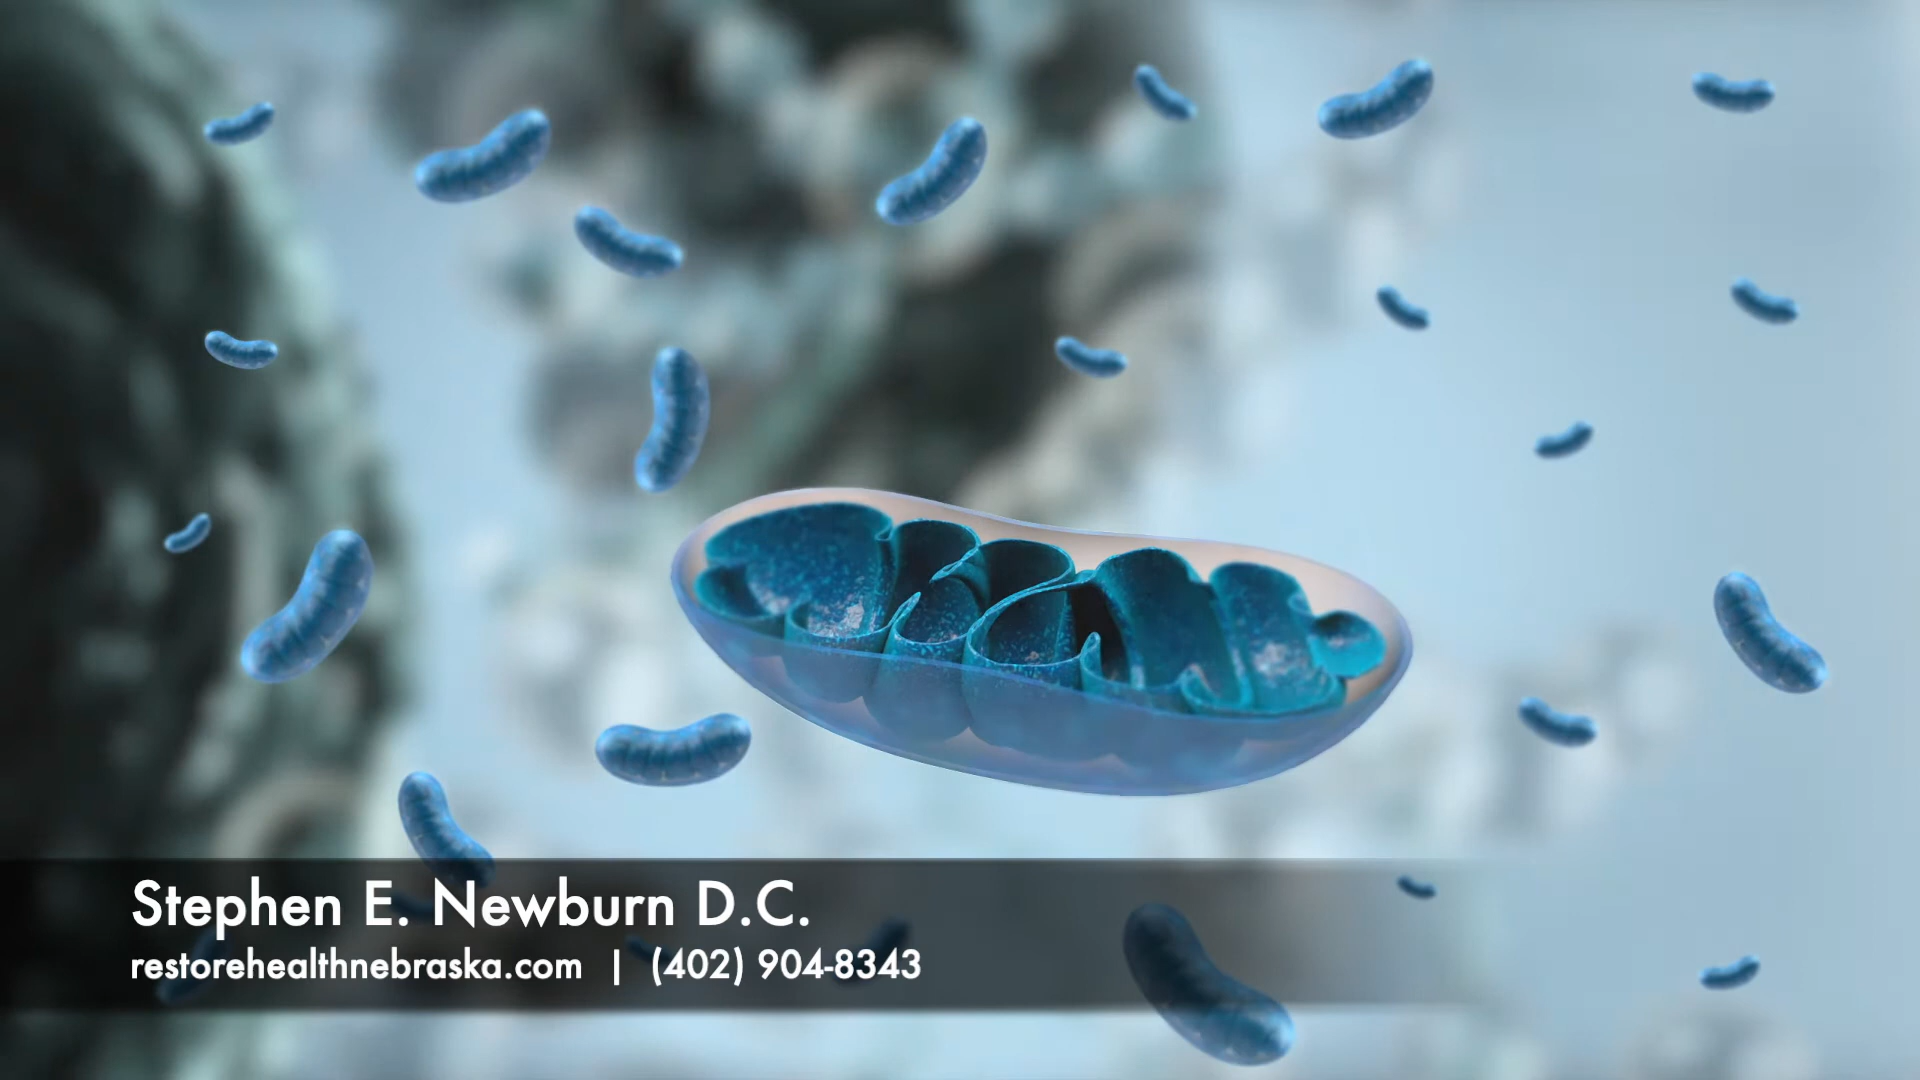 Stephen E. Newburn D.C.
restorehealthnebraska.com | (402) 904-8343